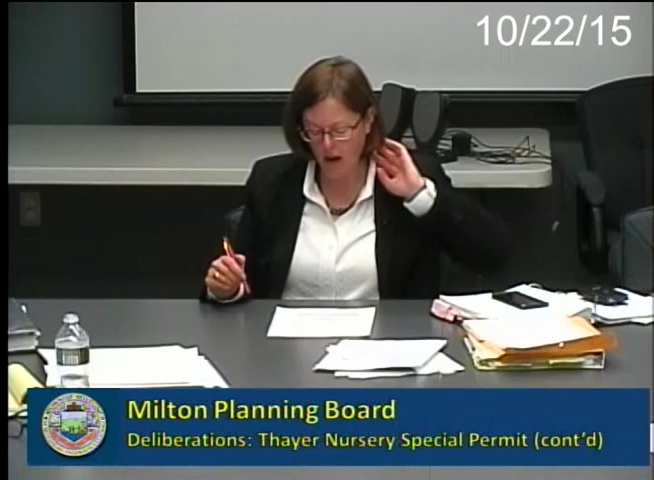 10/22/15
Milton Planning Board
Deliberations: Thayer Nursery Special Permit (cont'd)